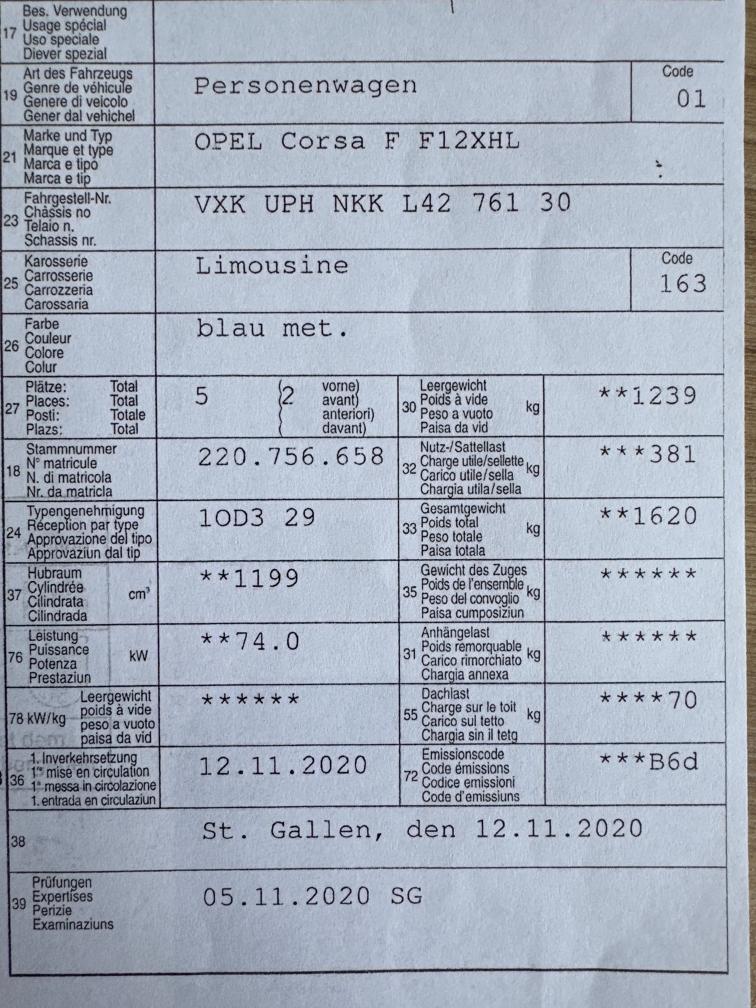 17 Bes. Verwendung
Usage spécial
Uso speciale
Diever spezial
19 Art des Fahrzeugs
Genre de véhicule
Genere di veicolo
Gener dal vehichel
Personenwagen
Code
01
21 Marke und Typ
Marque et type
Marca e tipo
Marca e tip
OPEL Corsa F F12XHL
23 Fahrgestell-Nr.
Châssis no
Telaio n.
Schassis nr.
VXK UPH NKK L42 761 30
25 Karosserie
Carrosserie
Carrozzeria
Carossaria
Limousine
Code
163
26 Farbe
Couleur
Colore
Colur
blau met.
27 Plätze: Total
Places: Total
Posti: Totale
Plazs: Total
5 (2 vorne)
avant)
anteriori)
davant)
30 Leergewicht
Poids à vide
Peso a vuoto
Paisa da vid
kg
**1239
18 Stammnummer
N° matricule
N. di matricola
Nr. da matricla
220.756.658
32 Nutz-/Sattellast
Charge utile/sellette
Carico utile/sella
Chargia utila/sella
kg
***381
24 Typengenehmigung
Réception par type
Approvazione del tipo
Approvaziun dal tip
1OD3 29
33 Gesamtgewicht
Poids total
Peso totale
Paisa totala
kg
**1620
37 Hubraum
Cylindrée
Cilindrata
Cilindrada
cm³
**1199
35 Gewicht des Zuges
Poids de l'ensemble
Peso del convoglio
Paisa cumposiziun
kg
******
76 Leistung
Puissance
Potenza
Prestaziun
kW
**74.0
31 Anhängelast
Poids remorquable
Carico rimorchiato
Chargia annexa
kg
******
78 kW/kg Leergewicht
poids à vide
peso a vuoto
paisa da vid
******
55 Dachlast
Charge sur le toit
Carico sul tetto
Chargia sin il tetg
kg
****70
36 1. Inverkehrsetzung
1re mise en circulation
1a messa in circolazione
1. entrada en circulaziun
12.11.2020
72 Emissionscode
Code émissions
Codice emissioni
Code d'emissiuns
***B6d
38
St. Gallen, den 12.11.2020
39 Prüfungen
Expertises
Perizie
Examinaziuns
05.11.2020 SG